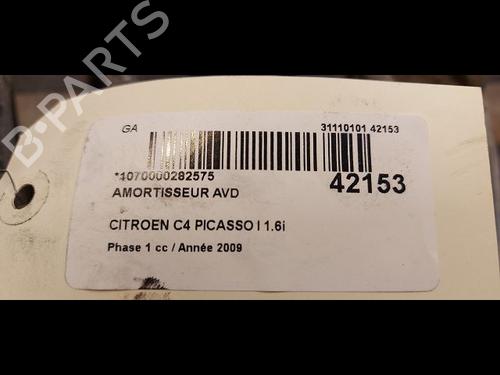 B-PARTS
GA
31110101 42153
*1070000282575
42153
AMORTISSEUR AVD
CITROEN C4 PICASSO I 1.6i
Phase 1 cc / Année 2009